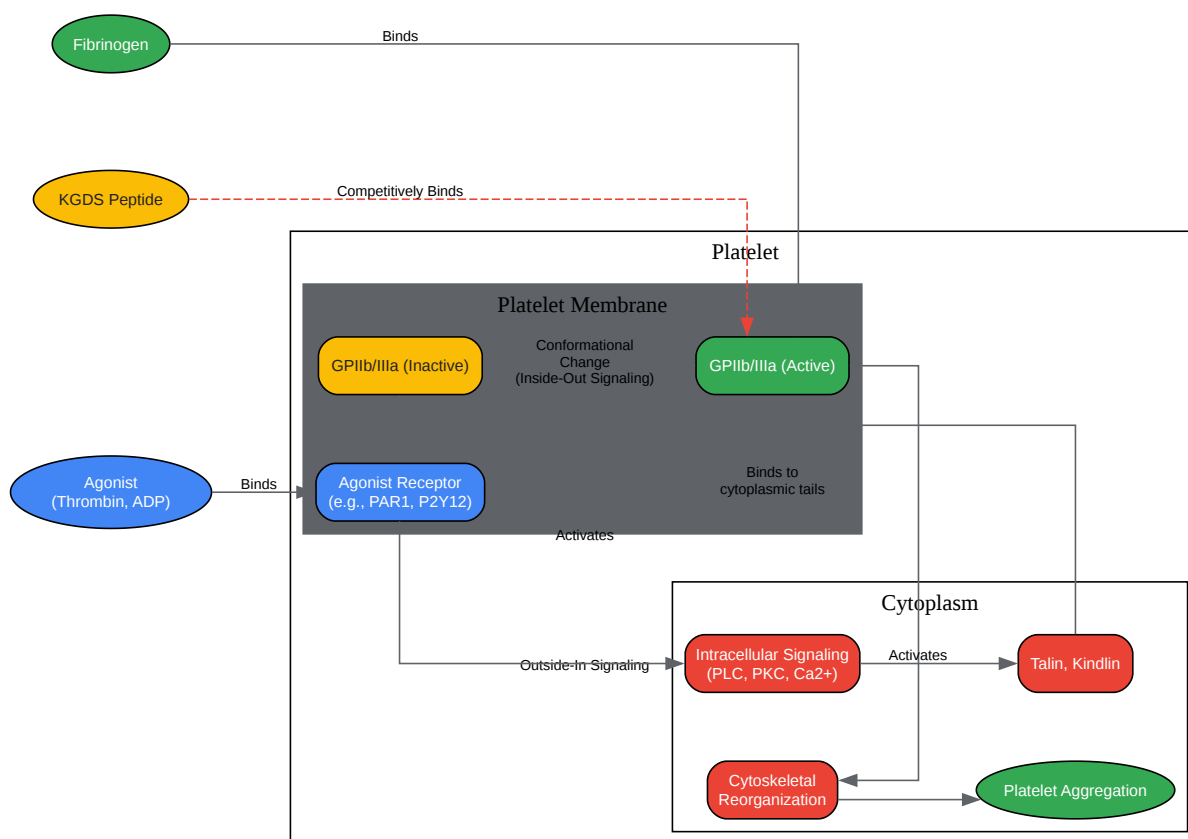 Fibrinogen
Binds
KGDS Peptide
Competitively Binds
Platelet
Platelet Membrane
GPIIb/IIIa (Inactive)
Conformational
Change
(Inside-Out Signaling)
GPIIb/IIIa (Active)
Agonist
(Thrombin, ADP)
Binds
Agonist Receptor
(e.g., PAR1, P2Y12)
Binds to
cytoplasmic tails
Activates
Cytoplasm
Outside-In Signaling
Intracellular Signaling
(PLC, PKC, Ca2+)
Activates
Talin, Kindlin
Cytoskeletal
Reorganization
Platelet Aggregation